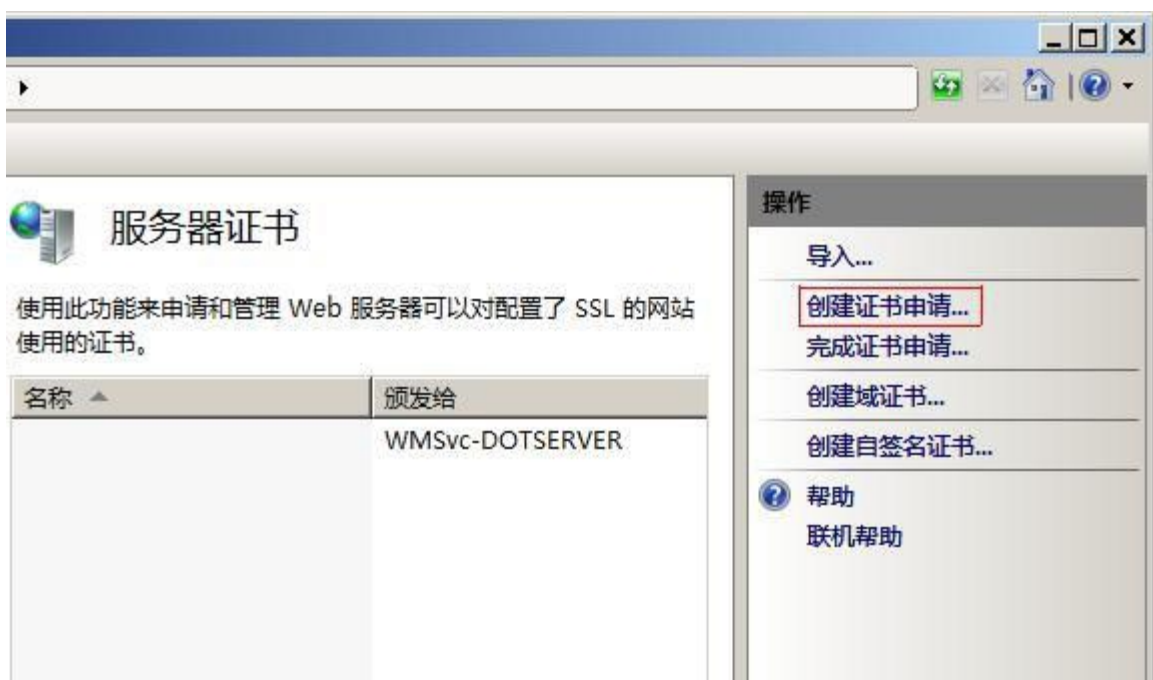 服务器证书
使用此功能来申请和管理 Web 服务器可以对配置了 SSL 的网站
使用的证书。
名称 颁发给
WMSvc-DOTSERVER
操作
导入...
创建证书申请...
完成证书申请...
创建域证书...
创建自签名证书...
帮助
联机帮助